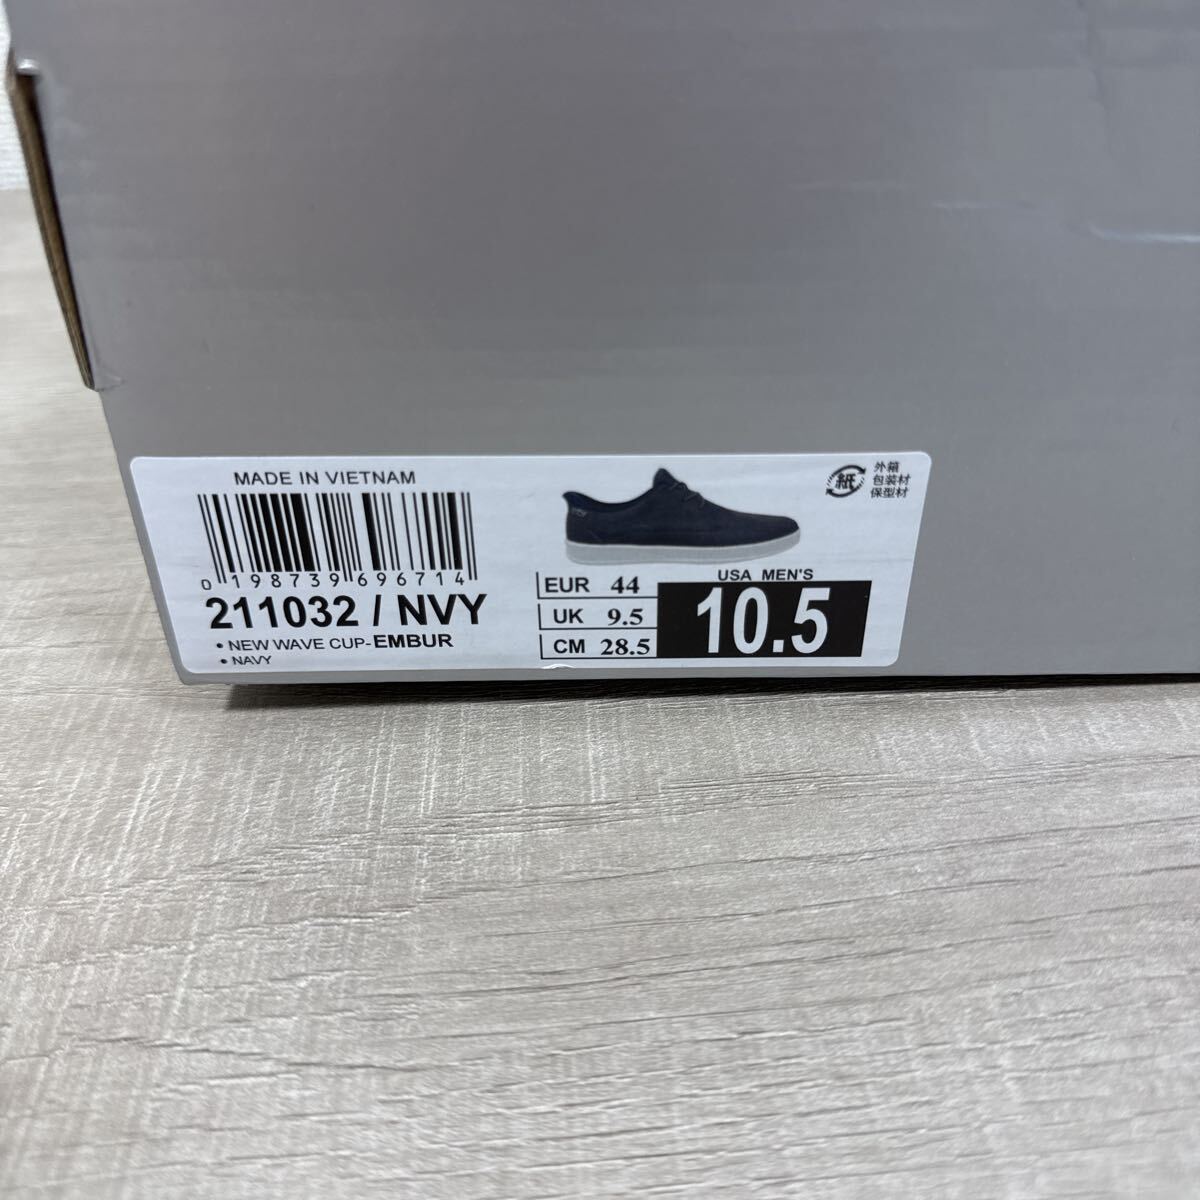 MADE IN VIETNAM
0 198739 696714
211032 / NVY
• NEW WAVE CUP-EMBUR
• NAVY
EUR 44
UK 9.5
CM 28.5
USA MEN'S
10.5
紙
外箱
包装材
保型材